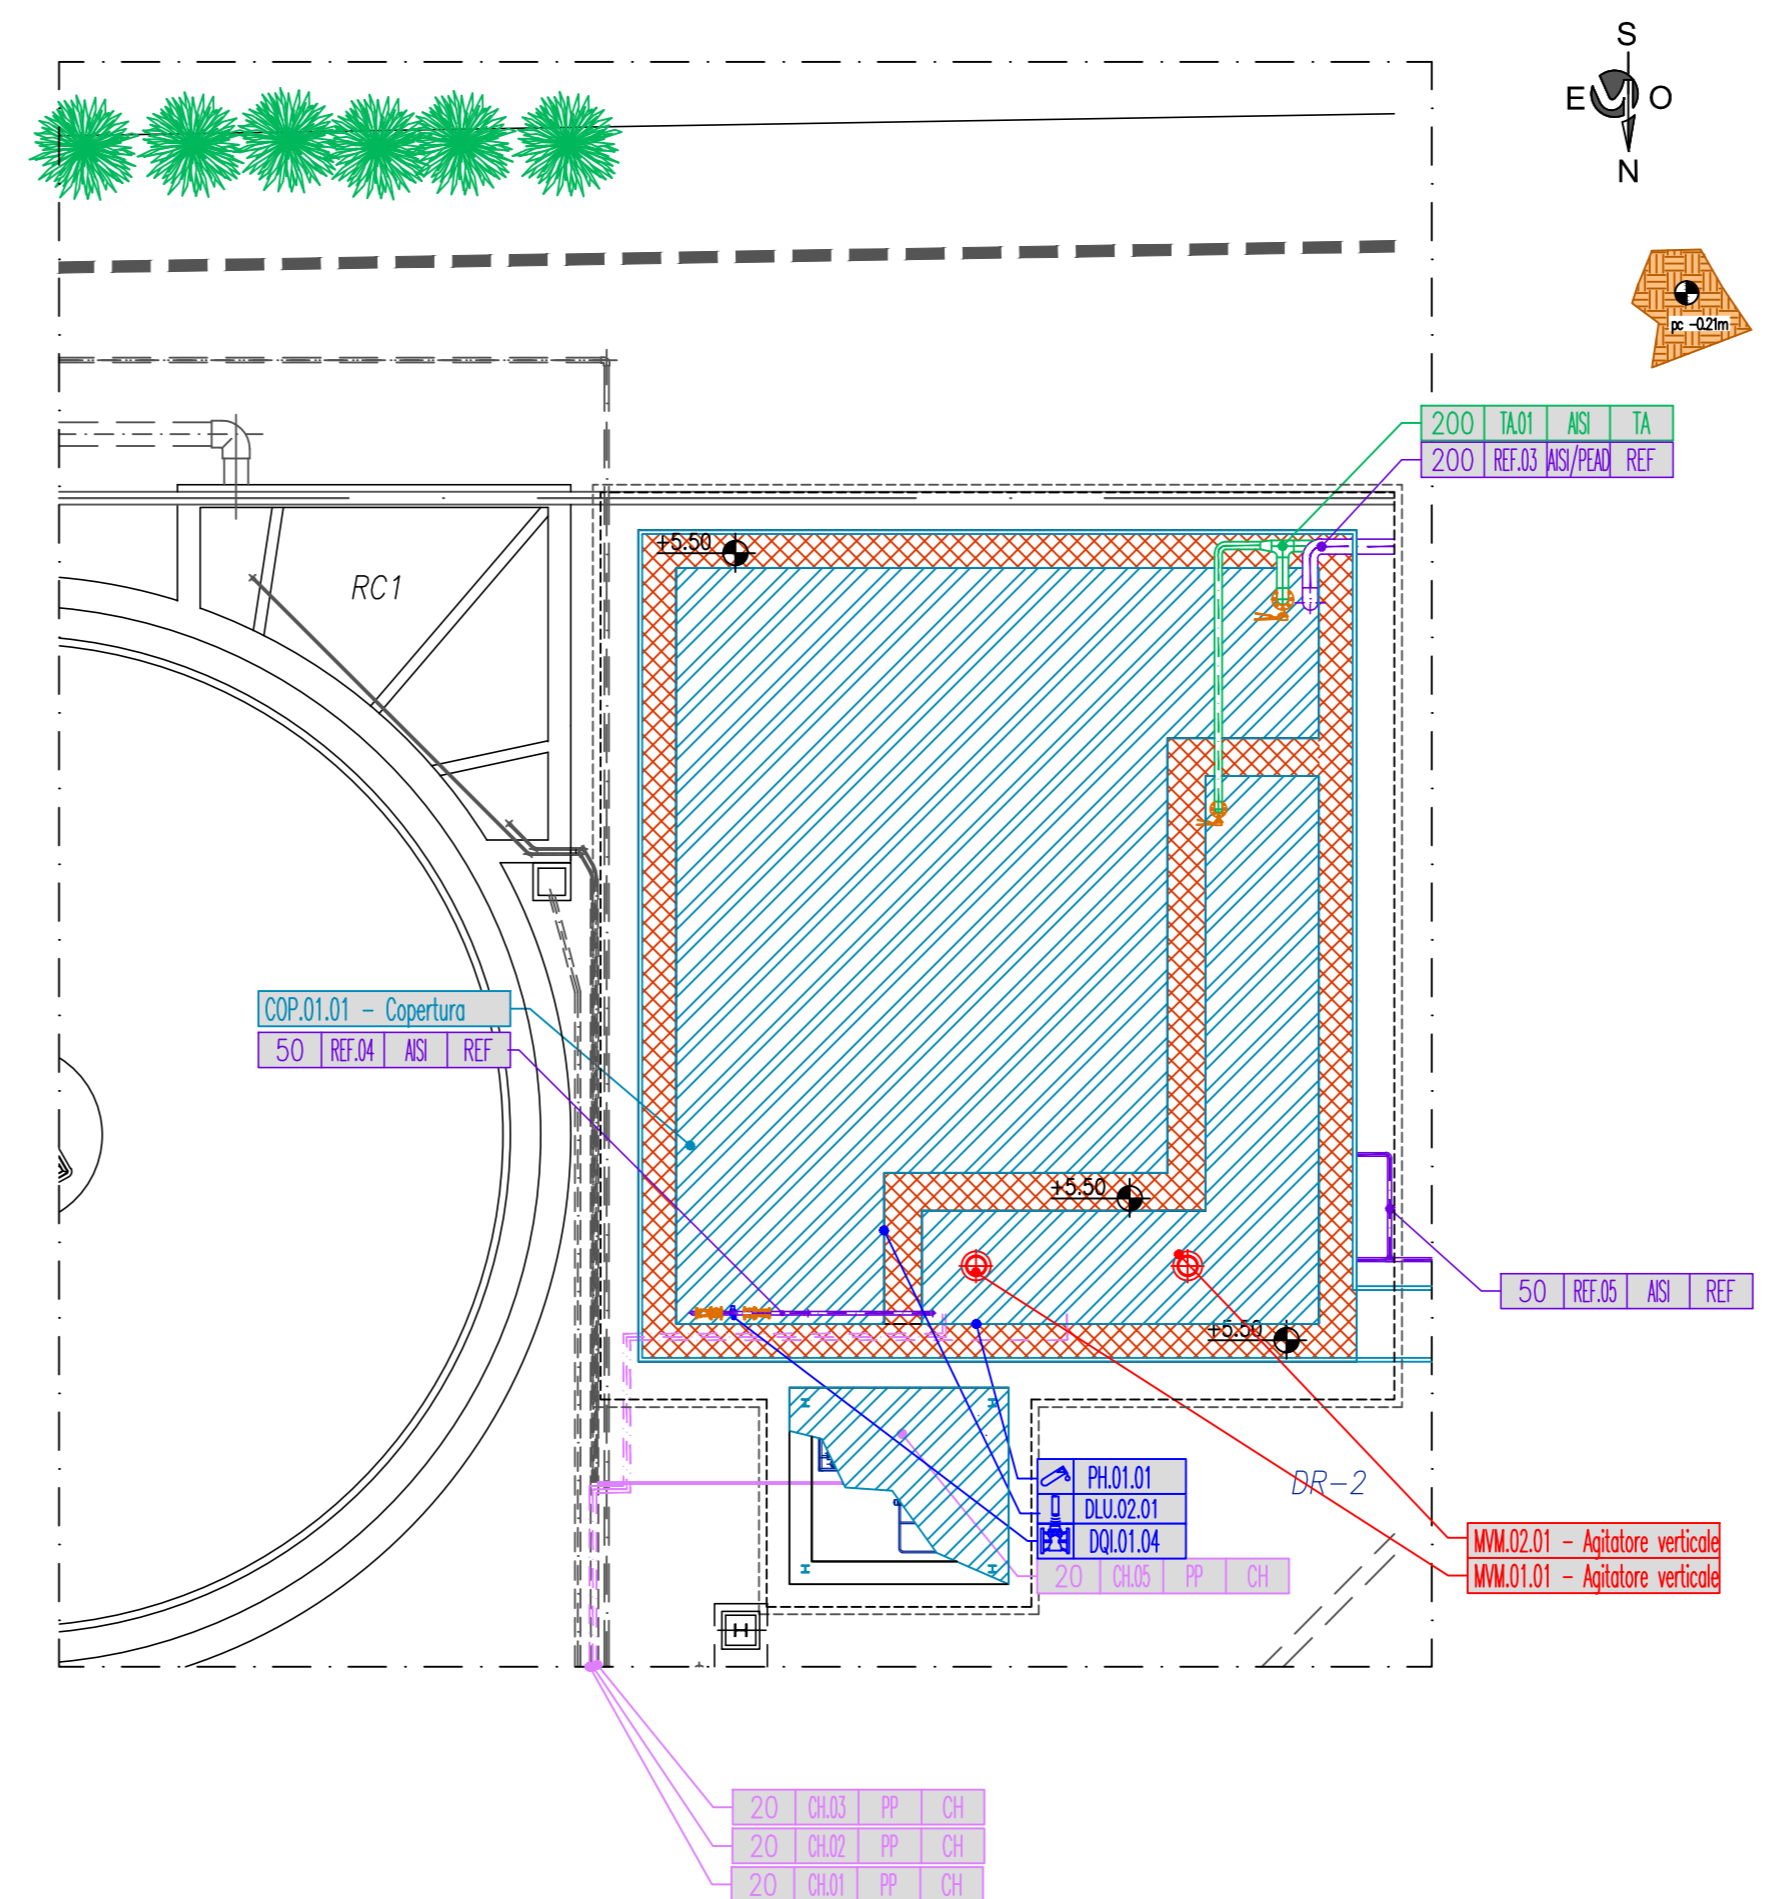 S
E O
N
pc -0.21m
200 TA.01 AISI TA
200 REF.03 AISI/PEAD REF
+5.50
RC1
COP.01.01 - Copertura
50 REF.04 AISI REF
+5.50
50 REF.05 AISI REF
+5.50
PH.01.01
DLU.02.01
DQI.01.04
DR-2
20 CH.05 PP CH
MVM.02.01 - Agitatore verticale
MVM.01.01 - Agitatore verticale
H
20 CH.03 PP CH
20 CH.02 PP CH
20 CH.01 PP CH